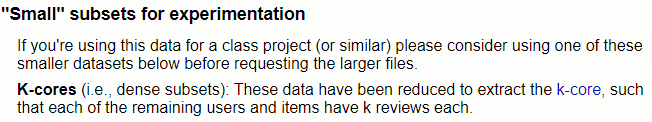 "Small" subsets for experimentation
If you're using this data for a class project (or similar) please consider using one of these
smaller datasets below before requesting the larger files.
K-cores (i.e., dense subsets): These data have been reduced to extract the k-core, such
that each of the remaining users and items have k reviews each.